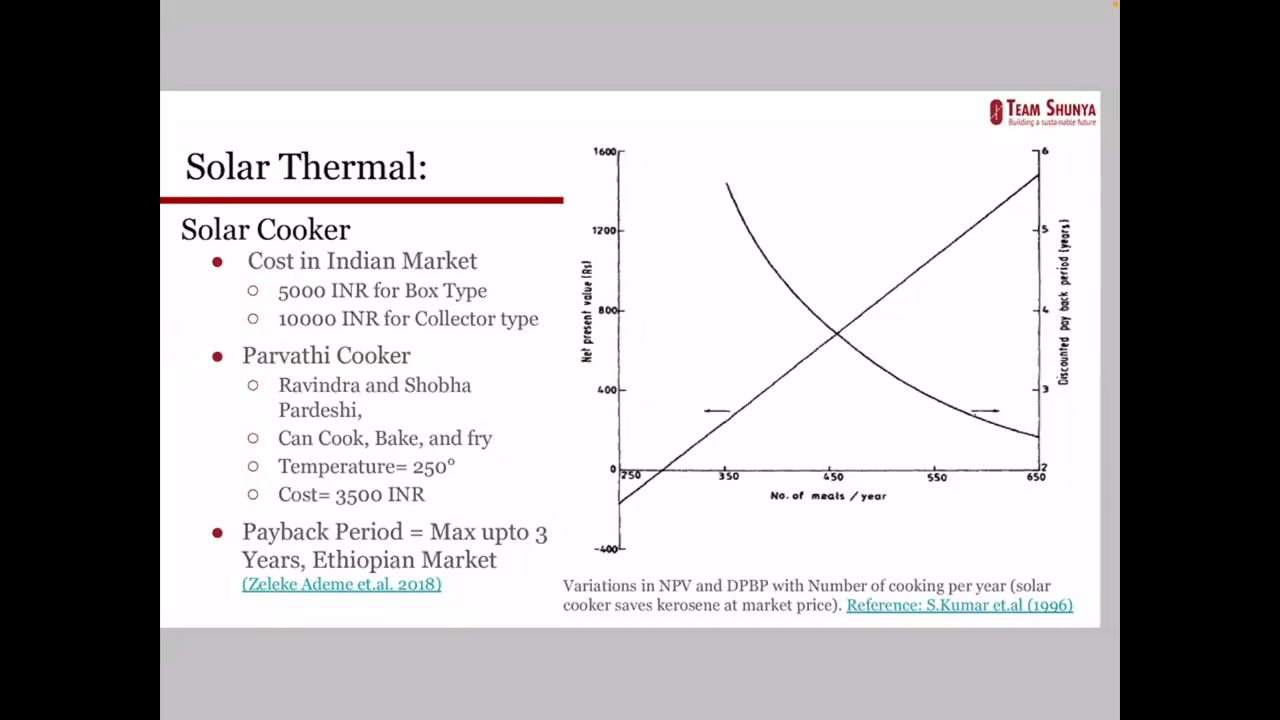 TEAM SHUNYA
Building a sustainable future
Solar Thermal:
Solar Cooker
Cost in Indian Market
5000 INR for Box Type
10000 INR for Collector type
Parvathi Cooker
Ravindra and Shobha
Pardeshi,
Can Cook, Bake, and fry
Temperature= 250°
Cost= 3500 INR
Payback Period = Max upto 3
Years, Ethiopian Market
(Zeleke Ademe et.al. 2018)
1600
1200
800
400
0
-400
Net present value (Rs)
250
350
450
550
650
No. of meals / year
6
5
4
3
2
Discounted pay back period (years)
Variations in NPV and DPBP with Number of cooking per year (solar
cooker saves kerosene at market price). Reference: S.Kumar et.al (1996)